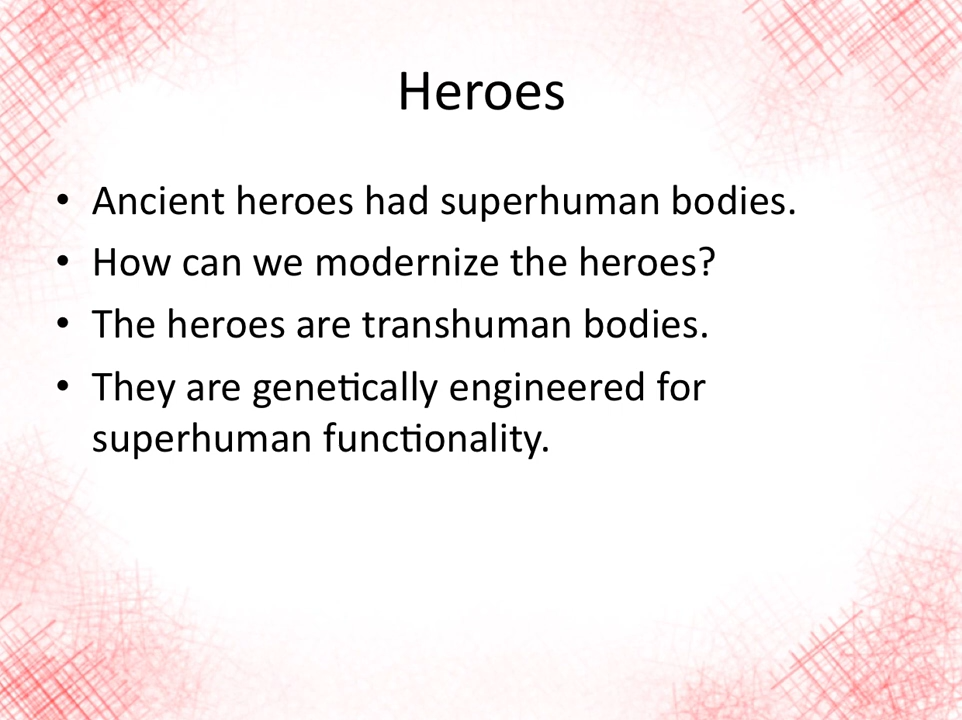 Heroes
• Ancient heroes had superhuman bodies.
• How can we modernize the heroes?
• The heroes are transhuman bodies.
• They are genetically engineered for
superhuman functionality.